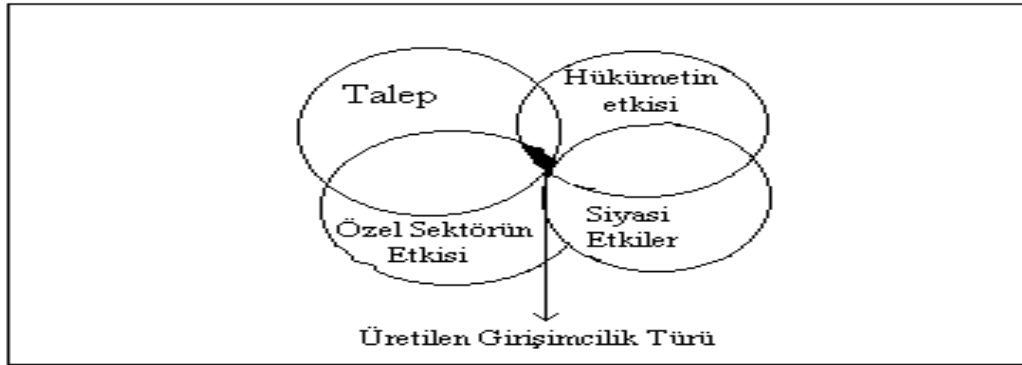 Talep
Hükümetin
etkisi
Özel Sektörün
Etkisi
Siyasi
Etkiler
Üretilen Girişimcilik Türü